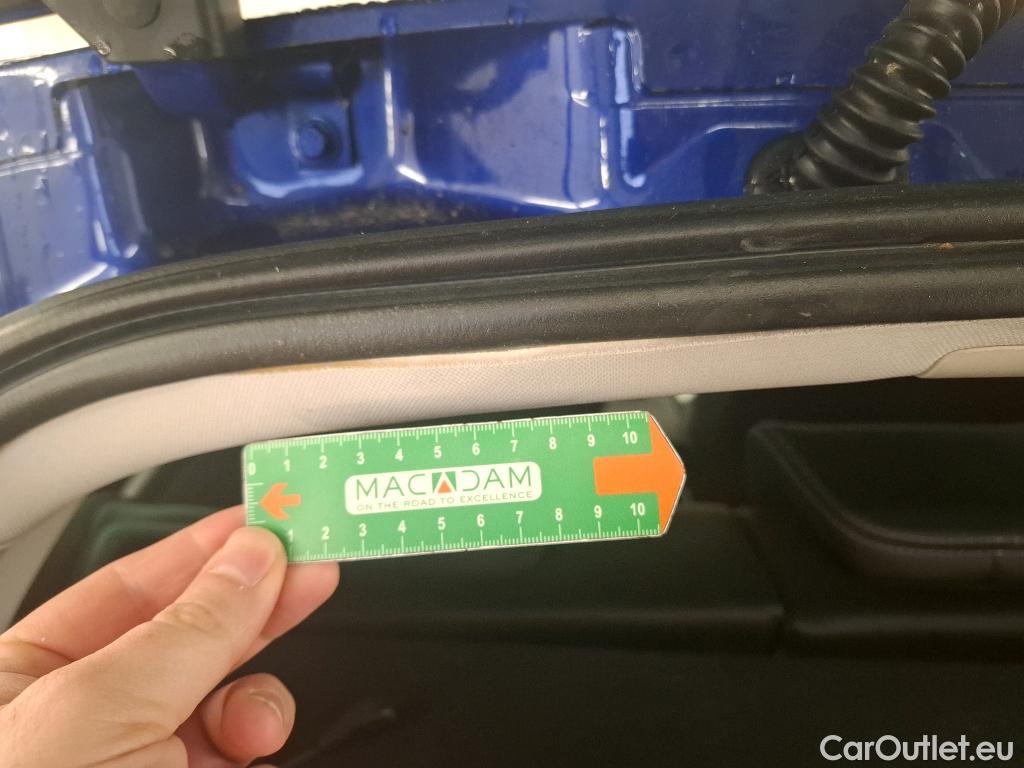 0 1 2 3 4 5 6 7 8 9 10
MACADAM
ON THE ROAD TO EXCELLENCE
1 2 3 4 5 6 7 8 9 10
CarOutlet.eu